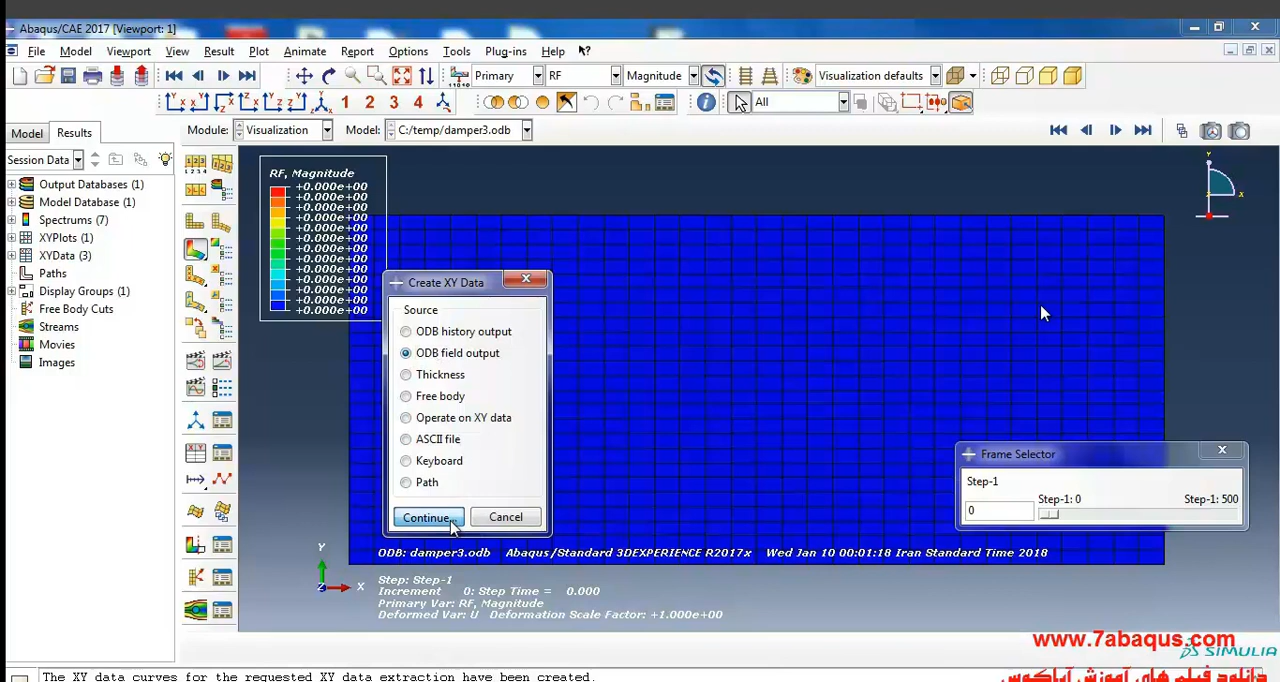 Abaqus/CAE 2017 [Viewport: 1]
File Model Viewport View Result Plot Animate Report Options Tools Plug-ins Help
Primary RF Magnitude Visualization defaults
1 2 3 4 All
Model Results Module: Visualization Model: C:/temp/damper3.odb
Session Data
Output Databases (1)
Model Database (1)
Spectrums (7)
XYPlots (1)
XYData (3)
Paths
Display Groups (1)
Free Body Cuts
Streams
Movies
Images
RF, Magnitude
+0.000e+00
+0.000e+00
+0.000e+00
+0.000e+00
+0.000e+00
+0.000e+00
+0.000e+00
+0.000e+00
+0.000e+00
+0.000e+00
+0.000e+00
+0.000e+00
+0.000e+00
Y
X
Create XY Data
Source
ODB history output
ODB field output
Thickness
Free body
Operate on XY data
ASCII file
Keyboard
Path
Continue... Cancel
Frame Selector
Step-1
Step-1: 0 Step-1: 500
0
ODB: damper3.odb Abaqus/Standard 3DEXPERIENCE R2017x Wed Jan 10 00:01:18 Iran Standard Time 2018
Y
Z X
Step: Step-1
Increment 0: Step Time = 0.000
Primary Var: RF, Magnitude
Deformed Var: U Deformation Scale Factor: +1.000e+00
www.7abaqus.com
SIMULIA
The XY data curves for the requested XY data extraction have been created.
دانلود فیلم های آموزش آباکوس